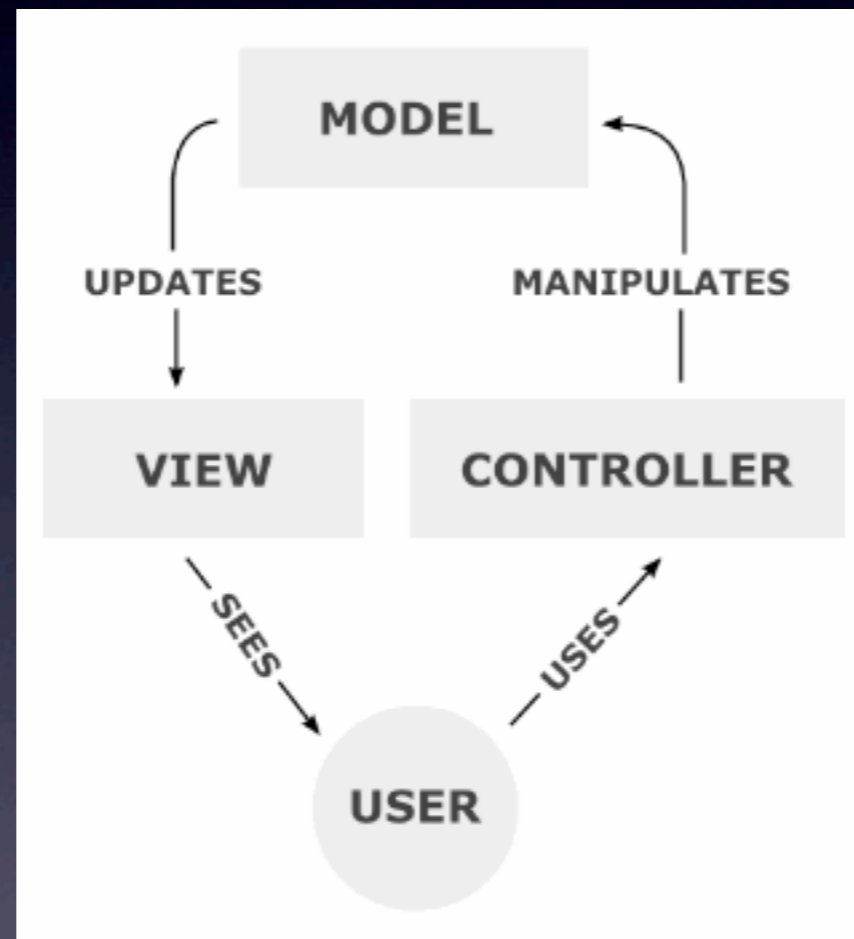 MODEL
UPDATES
MANIPULATES
VIEW
CONTROLLER
SEES
USES
USER